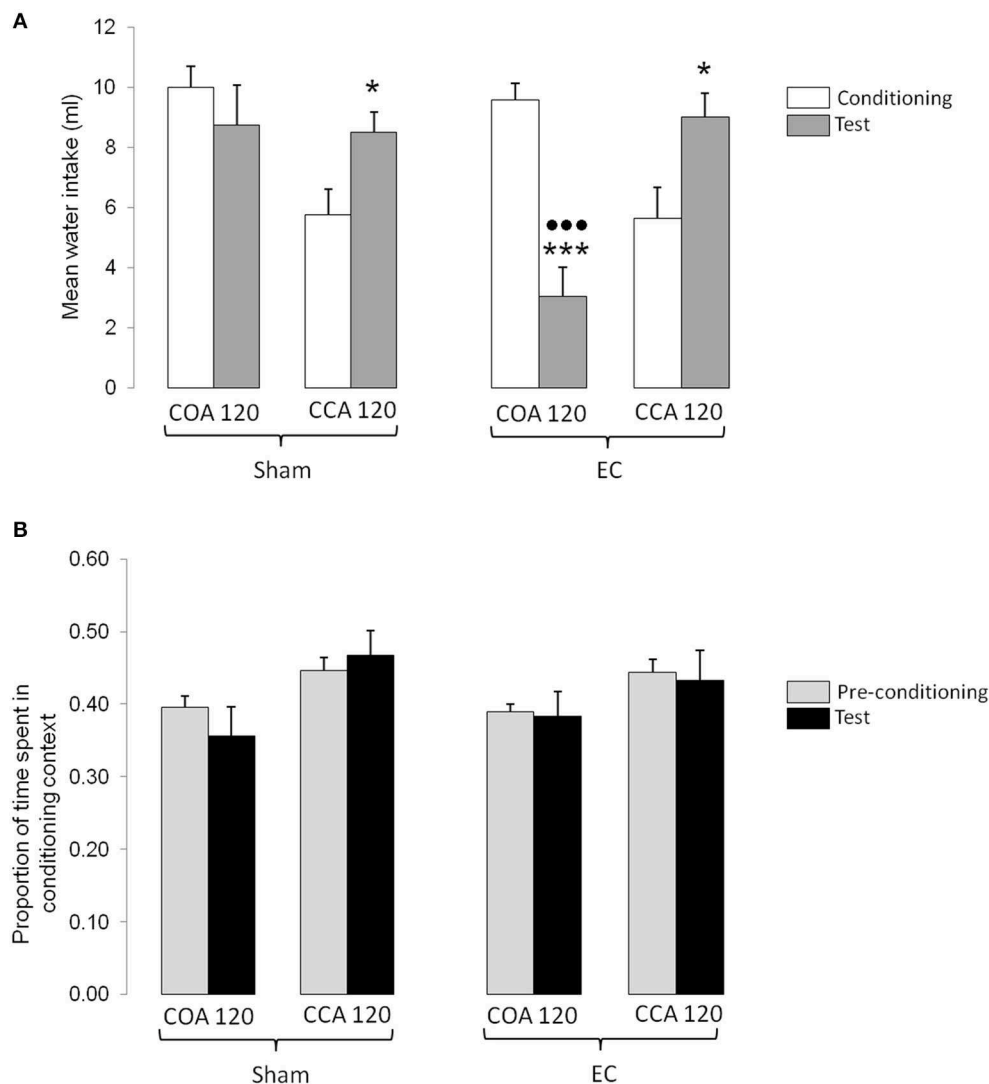 A
12
10
8
6
4
2
0
Mean water intake (ml)
*
●●●
***
*
Conditioning
Test
COA 120 CCA 120 COA 120 CCA 120
Sham EC
B
0.60
0.50
0.40
0.30
0.20
0.10
0.00
Proportion of time spent in
conditioning context
Pre-conditioning
Test
COA 120 CCA 120 COA 120 CCA 120
Sham EC